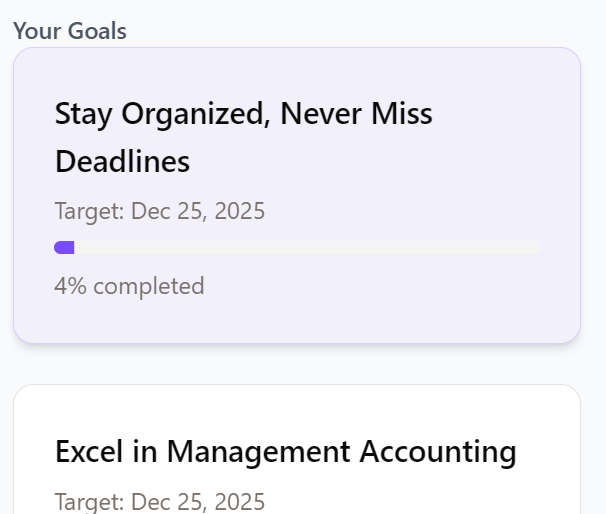 Your Goals
Stay Organized, Never Miss
Deadlines
Target: Dec 25, 2025
4% completed
Excel in Management Accounting
Target: Dec 25, 2025